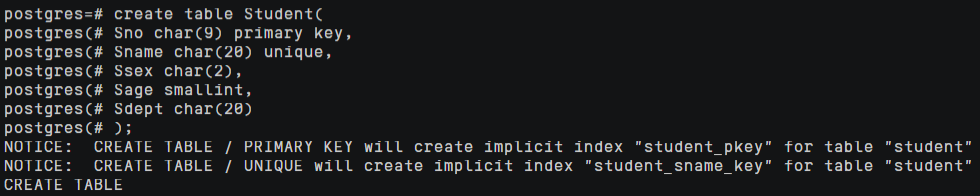 postgres=# create table Student(
postgres(# Sno char(9) primary key,
postgres(# Sname char(20) unique,
postgres(# Ssex char(2),
postgres(# Sage smallint,
postgres(# Sdept char(20)
postgres(# );
NOTICE:  CREATE TABLE / PRIMARY KEY will create implicit index "student_pkey" for table "student"
NOTICE:  CREATE TABLE / UNIQUE will create implicit index "student_sname_key" for table "student"
CREATE TABLE